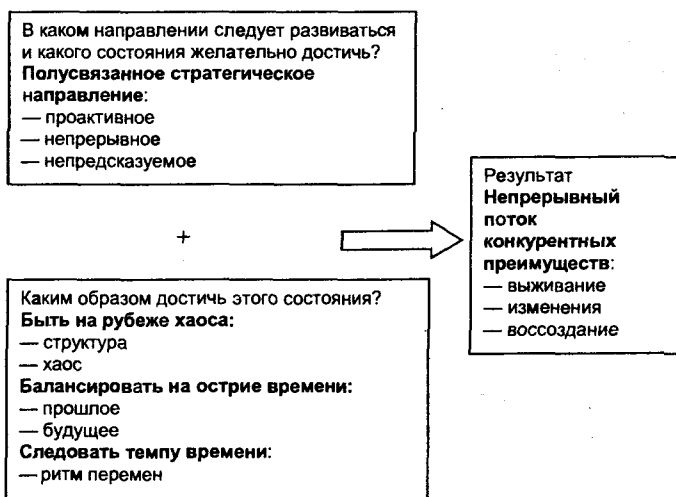 В каком направлении следует развиваться
и какого состояния желательно достичь?
Полусвязанное стратегическое
направление:
— проактивное
— непрерывное
— непредсказуемое
+
Каким образом достичь этого состояния?
Быть на рубеже хаоса:
— структура
— хаос
Балансировать на острие времени:
— прошлое
— будущее
Следовать темпу времени:
—ритм перемен
Результат
Непрерывный
поток
конкурентных
преимуществ:
— выживание
— изменения
— воссоздание